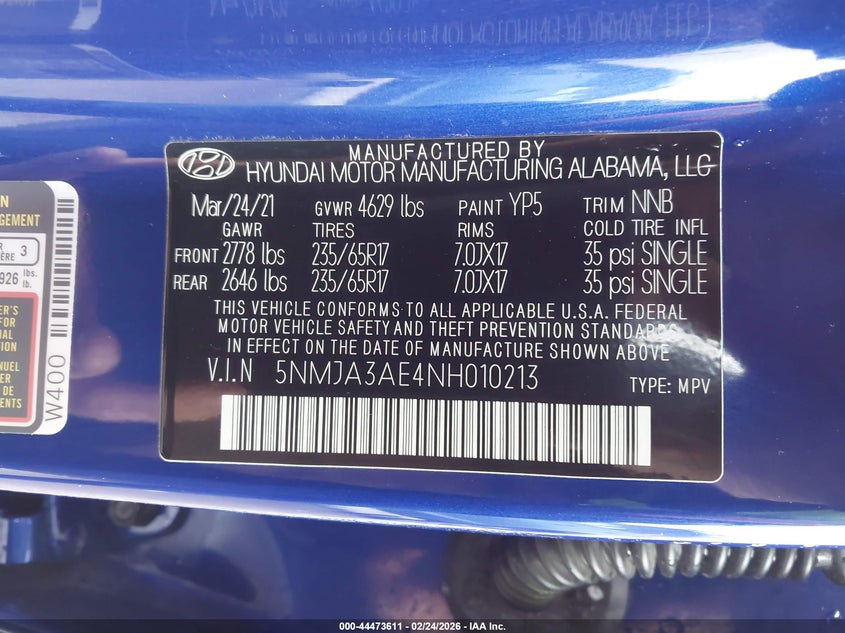 MANUFACTURED BY
HYUNDAI MOTOR MANUFACTURING ALABAMA, LLC
Mar/24/21 GVWR 4629 lbs PAINT YP5 TRIM NNB
GAWR TIRES RIMS COLD TIRE INFL
FRONT 2778 lbs 235/65R17 7.0JX17 35 psi SINGLE
REAR 2646 lbs 235/65R17 7.0JX17 35 psi SINGLE
THIS VEHICLE CONFORMS TO ALL APPLICABLE U.S.A. FEDERAL
MOTOR VEHICLE SAFETY AND THEFT PREVENTION STANDARDS
IN EFFECT ON THE DATE OF MANUFACTURE SHOWN ABOVE.
V.I.N 5NMJA3AE4NH010213 TYPE: MPV
3
926 lbs.
lb.
W400
000-44473611 - 02/24/2026 - IAA Inc.